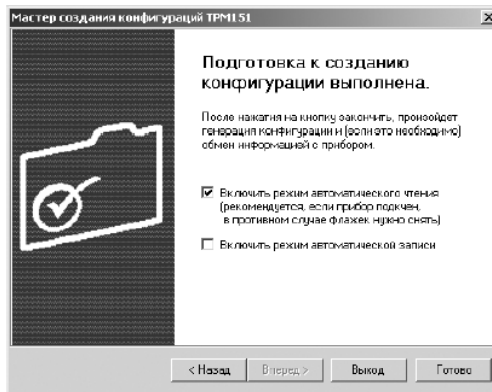 Мастер создания конфигураций ТРМ151
Подготовка к созданию
конфигурации выполнена.
После нажатия на кнопку закончить, произойдет
генерация конфигурации и (если это необходимо)
обмен информацией с прибором.
Включить режим автоматического чтения
(рекомендуется, если прибор подкчен,
в противном случае флажек нужно снять)
Включить режим автоматической записи
< Назад
Вперед >
Выход
Готово